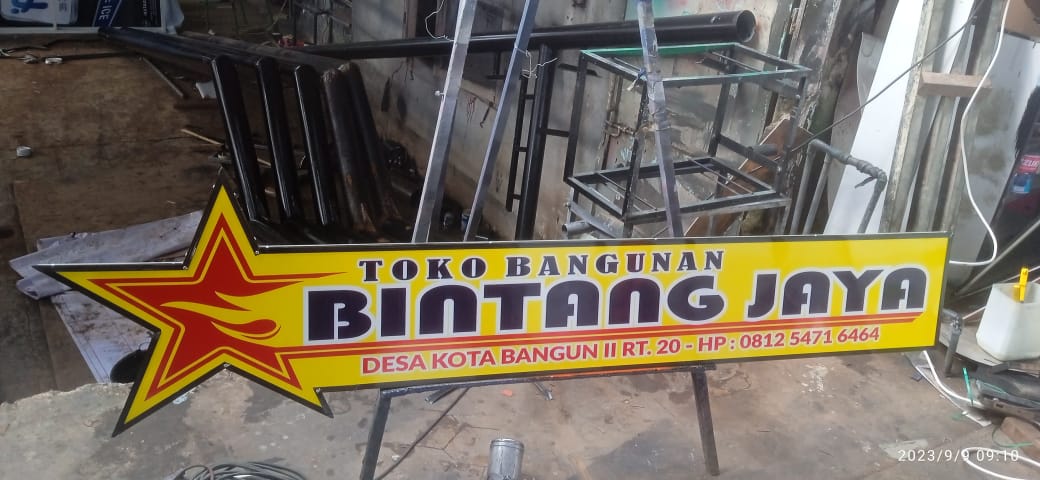 TOKO BANGUNAN
BINTANG JAYA
DESA KOTA BANGUN II RT. 20 - HP : 0812 5471 6464
2023/9/9 09:10